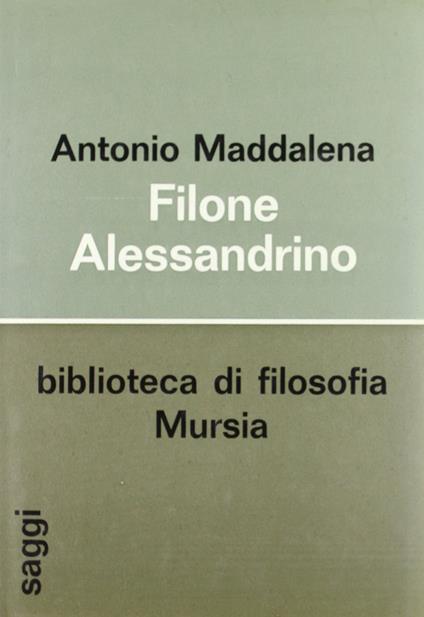 Antonio Maddalena
Filone
Alessandrino
biblioteca di filosofia
Mursia
saggi